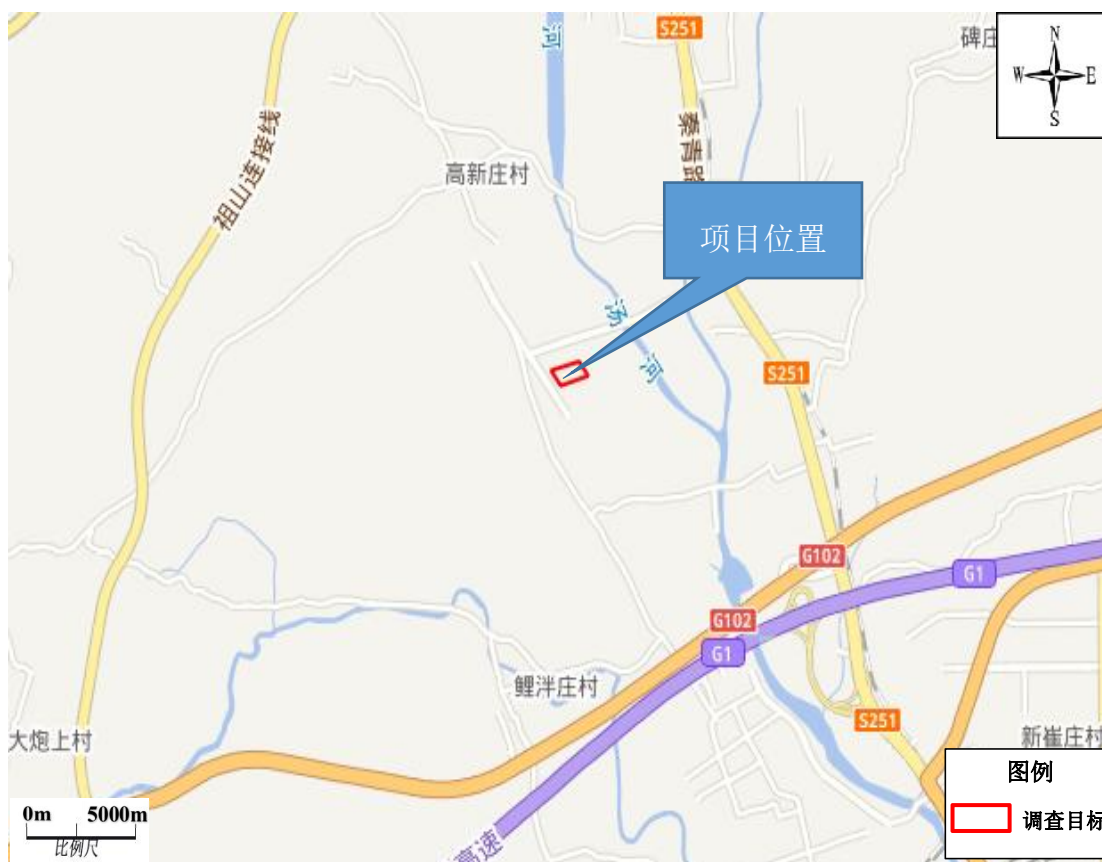 河
S251
碑庄
N
W
E
S
祖山连接线
秦青路
高新庄村
项目位置
汤河
S251
G102
G1
G102
G1
鲤泮庄村
S251
大炮上村
新崔庄村
图例
调查目标
0m 5000m
比例尺
高速